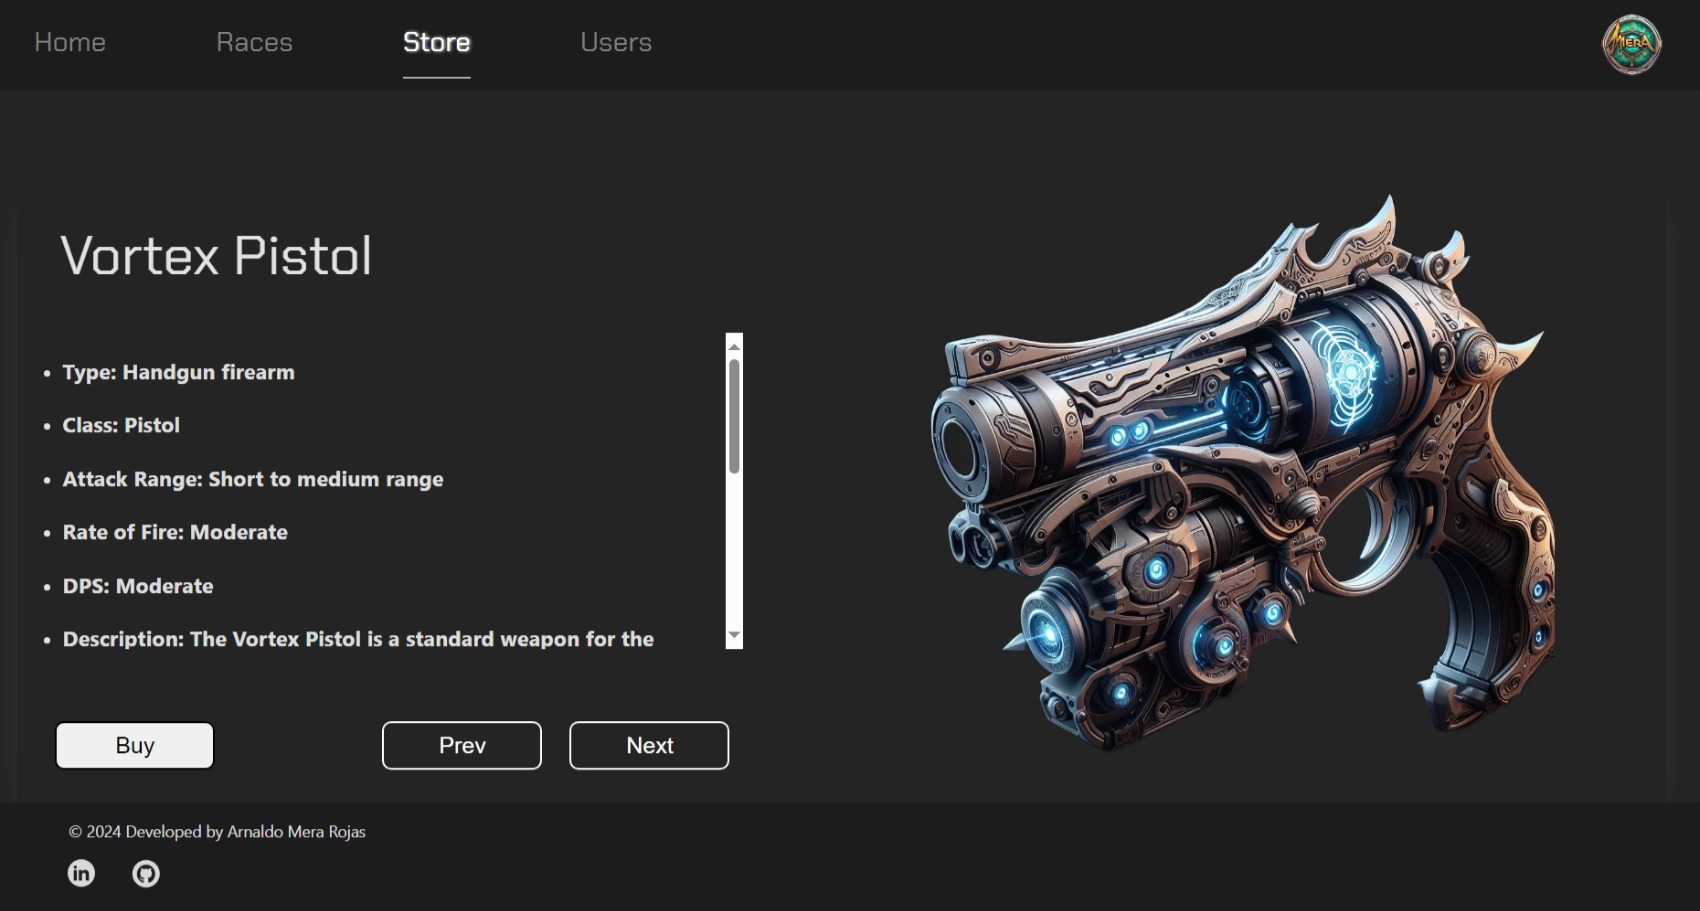 Home Races Store Users
MERA
Vortex Pistol
• Type: Handgun firearm
• Class: Pistol
• Attack Range: Short to medium range
• Rate of Fire: Moderate
• DPS: Moderate
• Description: The Vortex Pistol is a standard weapon for the
Buy Prev Next
© 2024 Developed by Arnaldo Mera Rojas
in